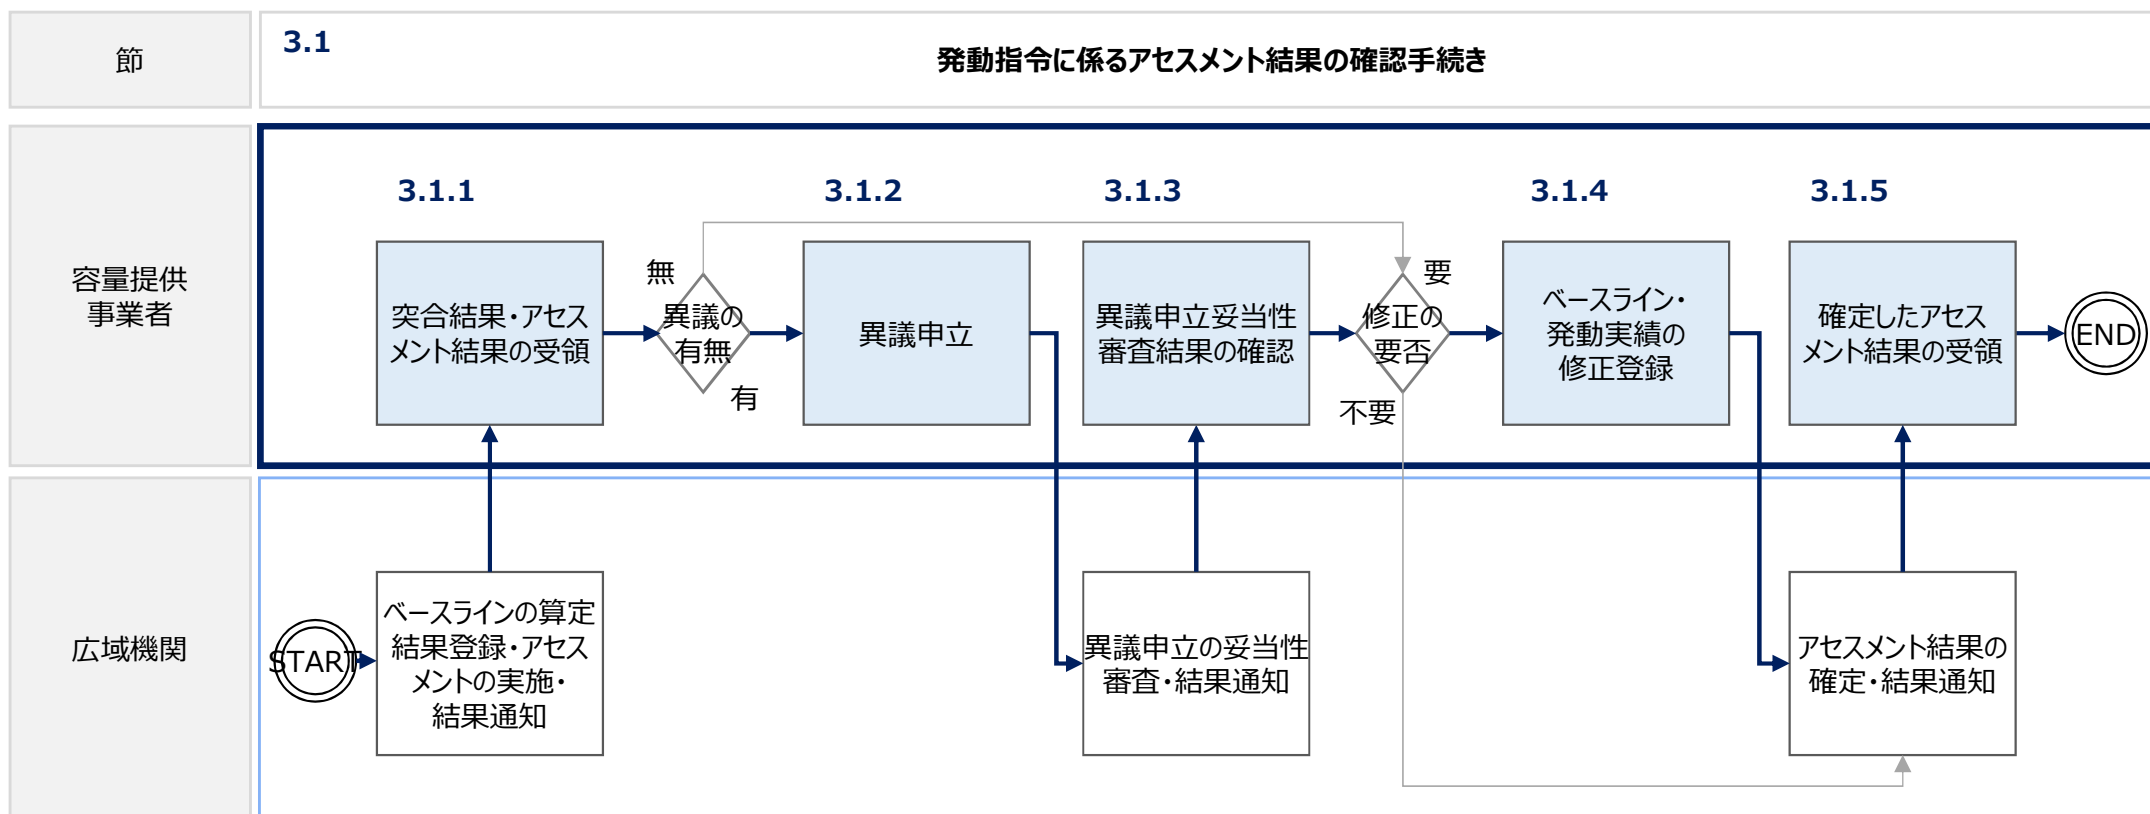 節
3.1
発動指令に係るアセスメント結果の確認手続き
容量提供
事業者
3.1.1
3.1.2
3.1.3
3.1.4
3.1.5
突合結果・アセス
メント結果の受領
無
異議の
有無
有
異議申立
異議申立妥当性
審査結果の確認
要
修正の
要否
不要
ベースライン・
発動実績の
修正登録
確定したアセス
メント結果の受領
END
広域機関
START
ベースラインの算定
結果登録・アセス
メントの実施・
結果通知
異議申立の妥当性
審査・結果通知
アセスメント結果の
確定・結果通知